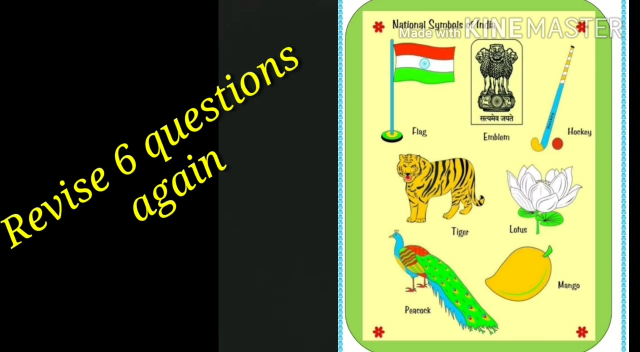 Revise 6 questions
again
National Symbols of India
Made with KINEMASTER
सत्यमेव जयते
Flag
Emblem
Hockey
Tiger
Lotus
Mango
Peacock